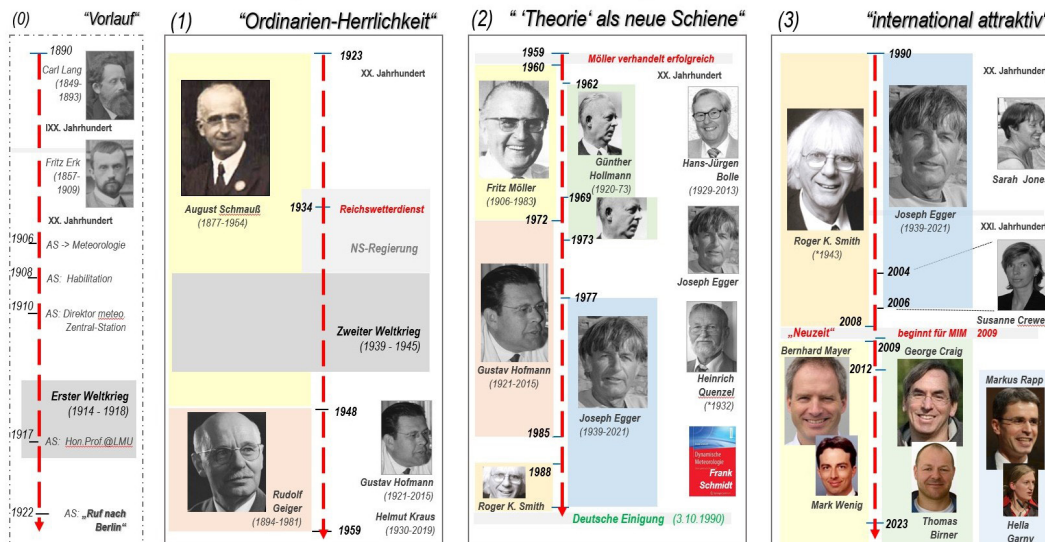 (0) "Vorlauf"
1890
Carl Lang
(1849-
1893)
IXX. Jahrhundert
Fritz Erk
(1857-
1909)
XX. Jahrhundert
1906
AS -> Meteorologie
1908
AS: Habilitation
1910
AS: Direktor meteo.
Zentral-Station
Erster Weltkrieg
(1914 - 1918)
1917
AS: Hon.Prof.@LMU
1922
AS: „Ruf nach
Berlin"
(1) "Ordinarien-Herrlichkeit"
1923
XX. Jahrhundert
August Schmauß
(1877-1954)
1934
Reichswetterdienst
NS-Regierung
Zweiter Weltkrieg
(1939 - 1945)
1948
Rudolf
Geiger
(1894-1981)
Gustav Hofmann
(1921-2015)
Helmut Kraus
(1930-2019)
1959
(2) " 'Theorie' als neue Schiene"
1959
Möller verhandelt erfolgreich
1960
XX. Jahrhundert
1962
Fritz Möller
(1906-1983)
Günther
Hollmann
(1920-73)
Hans-Jürgen
Bolle
(1929-2013)
1969
1972
1973
Joseph Egger
1977
Gustav Hofmann
(1921-2015)
Joseph Egger
(1939-2021)
Heinrich
Quenzel
(*1932)
1985
Dynamische
Meteorologie
Frank
Schmidt
1988
Roger K. Smith
Deutsche Einigung (3.10.1990)
(3) "international attraktiv"
1990
XX. Jahrhundert
Sarah Jones
Roger K. Smith
(*1943)
Joseph Egger
(1939-2021)
XXI. Jahrhundert
2004
2006
Susanne Crewell
2008
„Neuzeit" beginnt für MIM 2009
2009
Bernhard Mayer
George Craig
2012
Markus Rapp
Mark Wenig
Thomas
Birner
2023
Hella
Garny